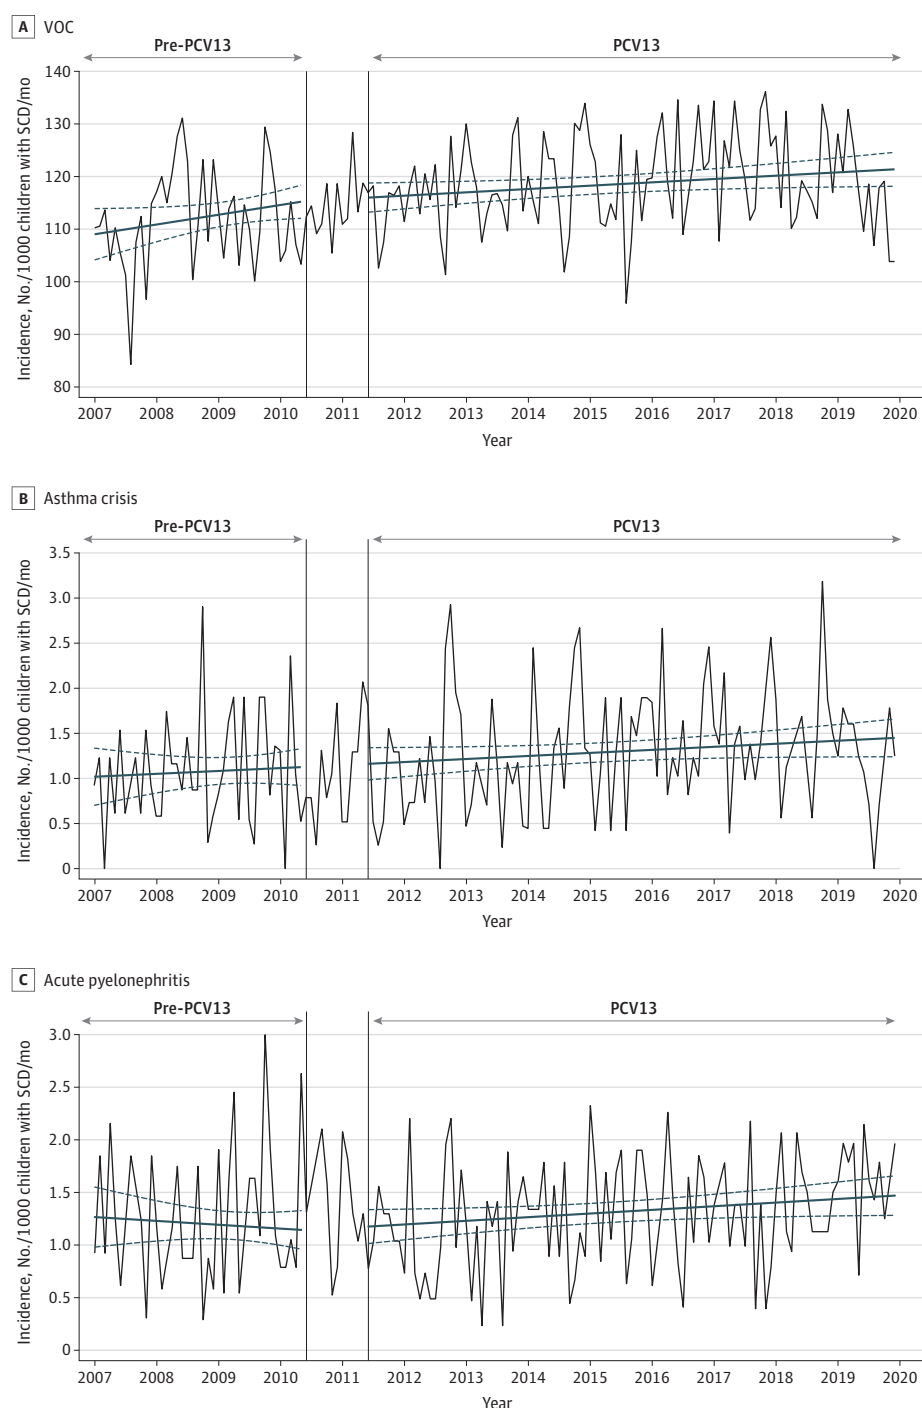 A VOC
Pre-PCV13 PCV13
Incidence, No./1000 children with SCD/mo
140
130
120
110
100
90
80
2007 2008 2009 2010 2011 2012 2013 2014 2015 2016 2017 2018 2019 2020
Year
B Asthma crisis
Pre-PCV13 PCV13
Incidence, No./1000 children with SCD/mo
3.5
3.0
2.5
2.0
1.5
1.0
0.5
0
2007 2008 2009 2010 2011 2012 2013 2014 2015 2016 2017 2018 2019 2020
Year
C Acute pyelonephritis
Pre-PCV13 PCV13
Incidence, No./1000 children with SCD/mo
3.0
2.5
2.0
1.5
1.0
0.5
0
2007 2008 2009 2010 2011 2012 2013 2014 2015 2016 2017 2018 2019 2020
Year